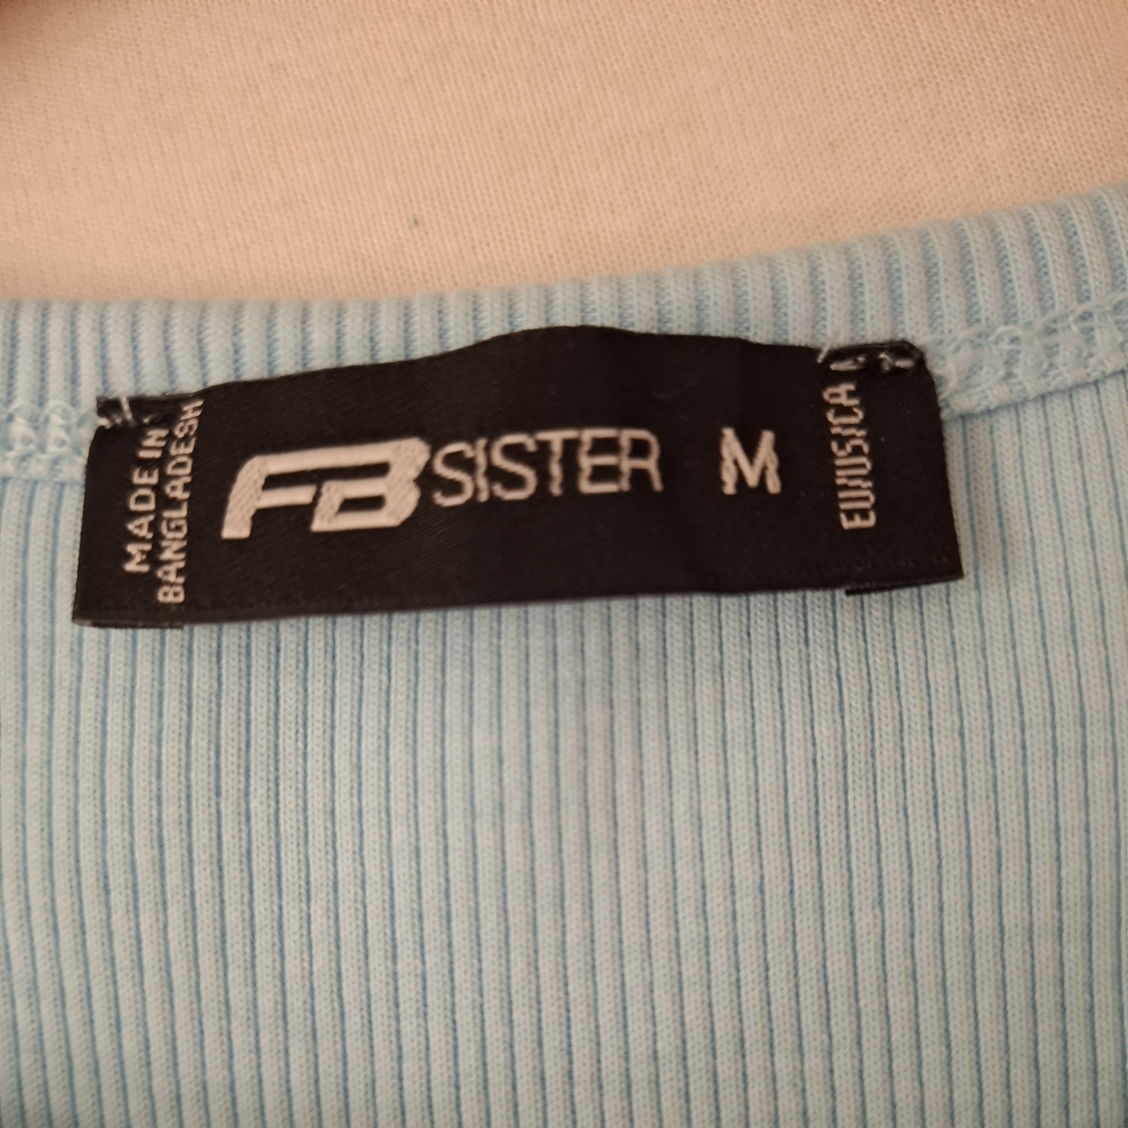 MADE IN
BANGLADESH
FB SISTER
M
EU/US/CA